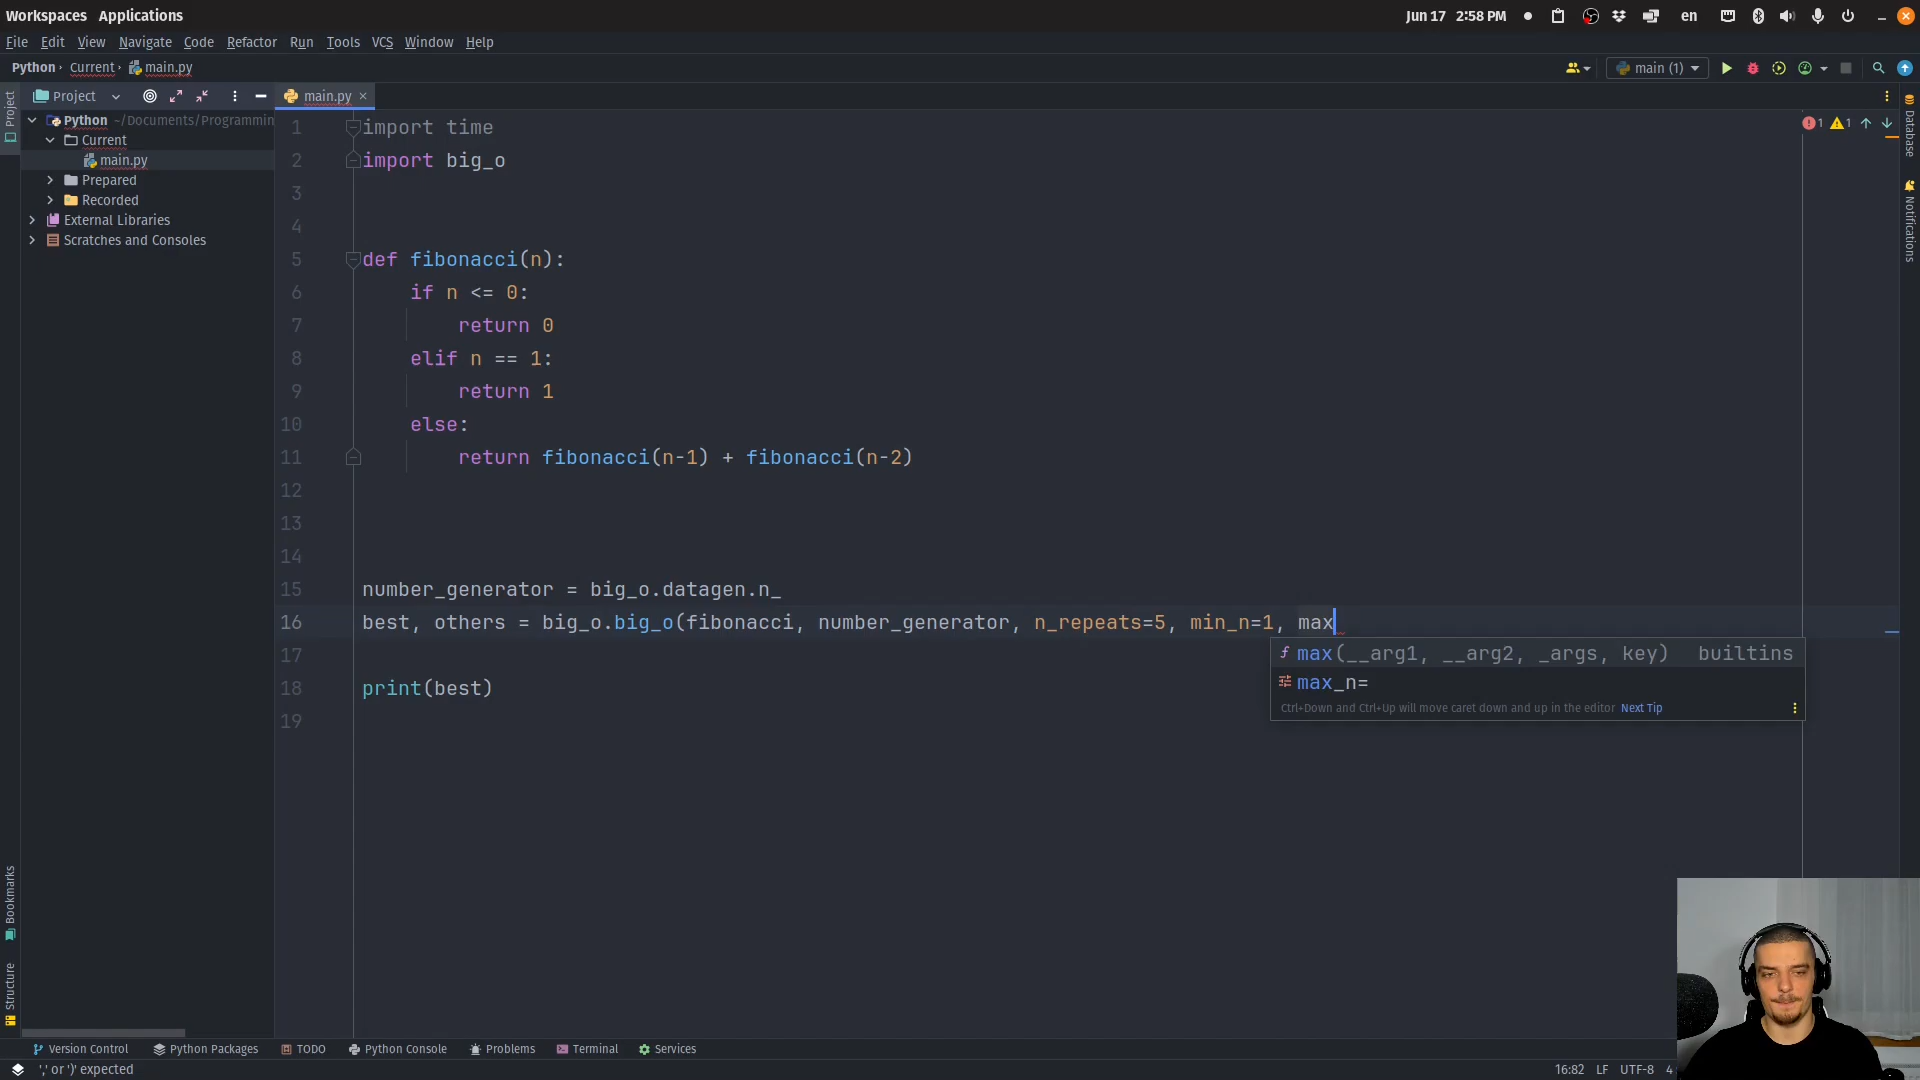 Workspaces Applications Jun 17 2:58 PM en
File Edit View Navigate Code Refactor Run Tools VCS Window Help
Python Current main.py main (1)
Project main.py
Python ~/Documents/Programmin
Current
main.py
Prepared
Recorded
External Libraries
Scratches and Consoles
Project
Bookmarks
Structure
1 import time
2 import big_o
3
4
5 def fibonacci(n):
6 if n <= 0:
7 return 0
8 elif n == 1:
9 return 1
10 else:
11 return fibonacci(n-1) + fibonacci(n-2)
12
13
14
15 number_generator = big_o.datagen.n_
16 best, others = big_o.big_o(fibonacci, number_generator, n_repeats=5, min_n=1, max
17
18 print(best)
19
f max(__arg1, __arg2, _args, key) builtins
max_n=
Ctrl+Down and Ctrl+Up will move caret down and up in the editor Next Tip
1 1
Database
Notifications
Version Control Python Packages TODO Python Console Problems Terminal Services
',' or ')' expected 16:82 LF UTF-8 4